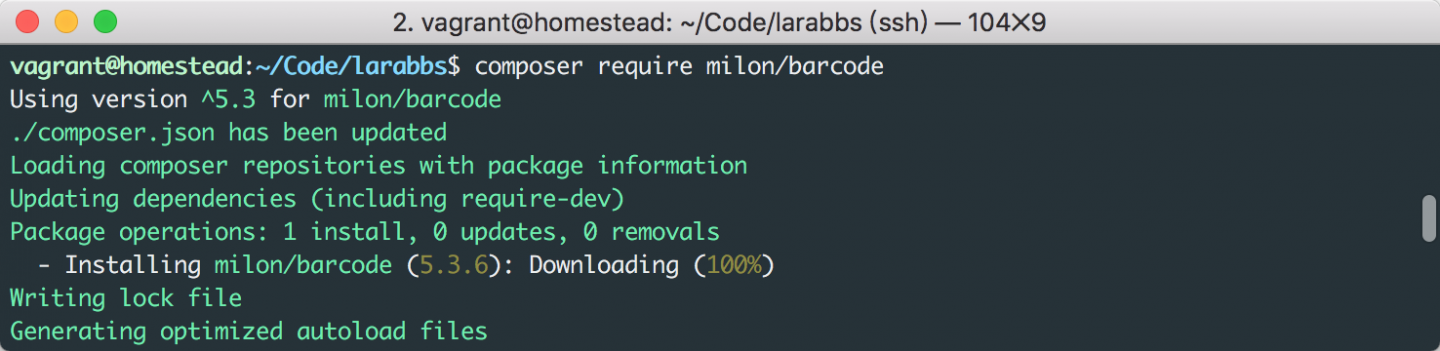 2. vagrant@homestead: ~/Code/larabbs (ssh) — 104×9
vagrant@homestead:~/Code/larabbs$ composer require milon/barcode
Using version ^5.3 for milon/barcode
./composer.json has been updated
Loading composer repositories with package information
Updating dependencies (including require-dev)
Package operations: 1 install, 0 updates, 0 removals
  - Installing milon/barcode (5.3.6): Downloading (100%)
Writing lock file
Generating optimized autoload files